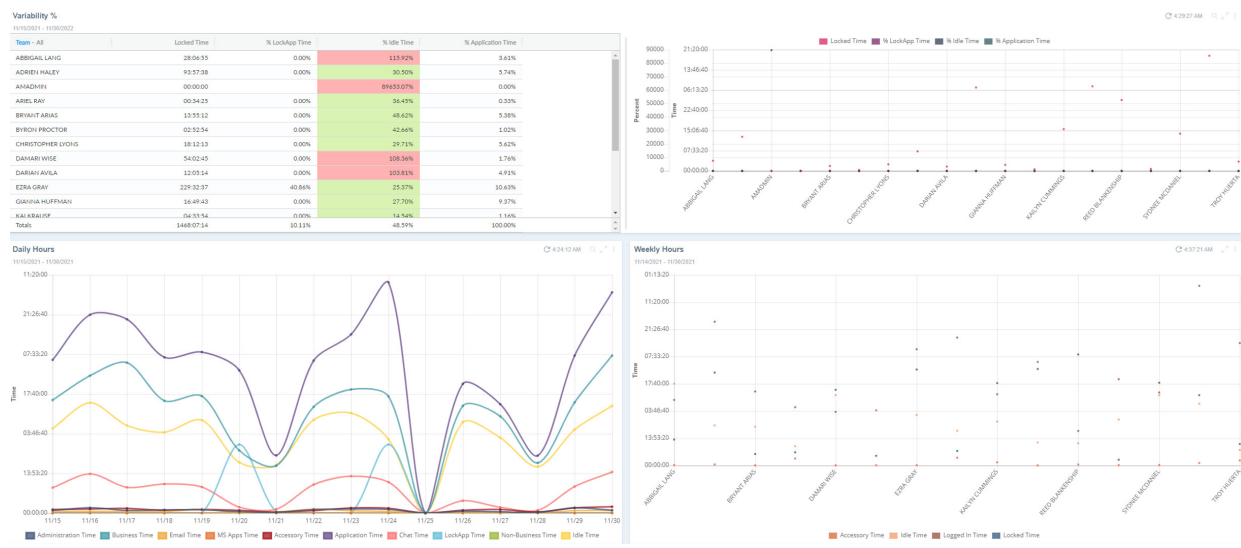 Variability %
11/15/2021 - 11/30/2022
4:29:27 AM
Team - All Locked Time % LockApp Time % Idle Time % Application Time
ABBIGAIL LANG 28:06:55 0.00% 115.92% 3.61%
ADRIEN HALEY 93:57:38 0.00% 30.50% 5.74%
AMADMIN 00:00:00 89653.07% 0.00%
ARIEL RAY 00:34:25 0.00% 36.45% 0.33%
BRYANT ARIAS 13:55:12 0.00% 48.62% 5.38%
BYRON PROCTOR 02:52:54 0.00% 42.66% 1.02%
CHRISTOPHER LYONS 18:12:13 0.00% 29.71% 5.62%
DAMARI WISE 54:02:45 0.00% 108.36% 1.76%
DARIAN AVILA 12:05:14 0.00% 103.81% 4.91%
EZRA GRAY 229:32:37 40.86% 25.37% 10.63%
GIANNA HUFFMAN 16:49:43 0.00% 27.70% 9.37%
KAI KRAUSE 04:33:54 0.00% 14.54% 1.16%
Totals 1468:07:14 10.11% 48.59% 100.00%
Locked Time % LockApp Time % Idle Time % Application Time
90000 21:20:00
80000
13:46:40
70000
60000 06:13:20
50000
22:40:00
40000
30000 15:06:40
20000
07:33:20
10000
0 00:00:00
Percent
Time
ABBIGAIL LANG
AMADMIN
BRYANT ARIAS
CHRISTOPHER LYONS
DARIAN AVILA
GIANNA HUFFMAN
KAILYN CUMMINGS
REED BLANKENSHIP
SYDNEE MCDANIEL
TROY HUERTA
Daily Hours
11/15/2021 - 11/30/2021
4:24:12 AM
11:20:00
21:26:40
07:33:20
17:40:00
03:46:40
13:53:20
00:00:00
Time
11/15 11/16 11/17 11/18 11/19 11/20 11/21 11/22 11/23 11/24 11/25 11/26 11/27 11/28 11/29 11/30
Administration Time Business Time Email Time MS Apps Time Accessory Time Application Time Chat Time LockApp Time Non-Business Time Idle Time
Weekly Hours
11/14/2021 - 11/30/2021
4:37:21 AM
01:13:20
11:20:00
21:26:40
07:33:20
17:40:00
03:46:40
13:53:20
00:00:00
Time
ABBIGAIL LANG
BRYANT ARIAS
DAMARI WISE
EZRA GRAY
KAILYN CUMMINGS
REED BLANKENSHIP
SYDNEE MCDANIEL
TROY HUERTA
Accessory Time Idle Time Logged In Time Locked Time